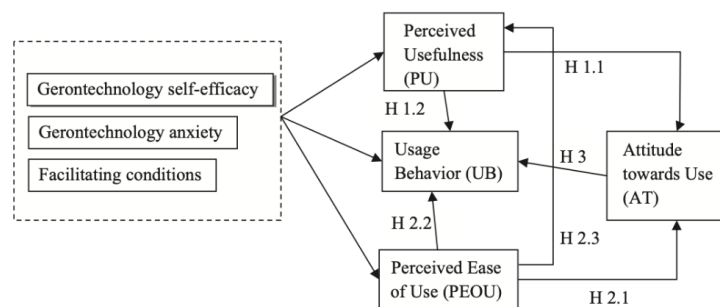 Gerontechnology self-efficacy
Gerontechnology anxiety
Facilitating conditions
Perceived
Usefulness
(PU)
H 1.1
H 1.2
Usage
Behavior (UB)
H 3
Attitude
towards Use
(AT)
H 2.2
H 2.3
Perceived Ease
of Use (PEOU)
H 2.1